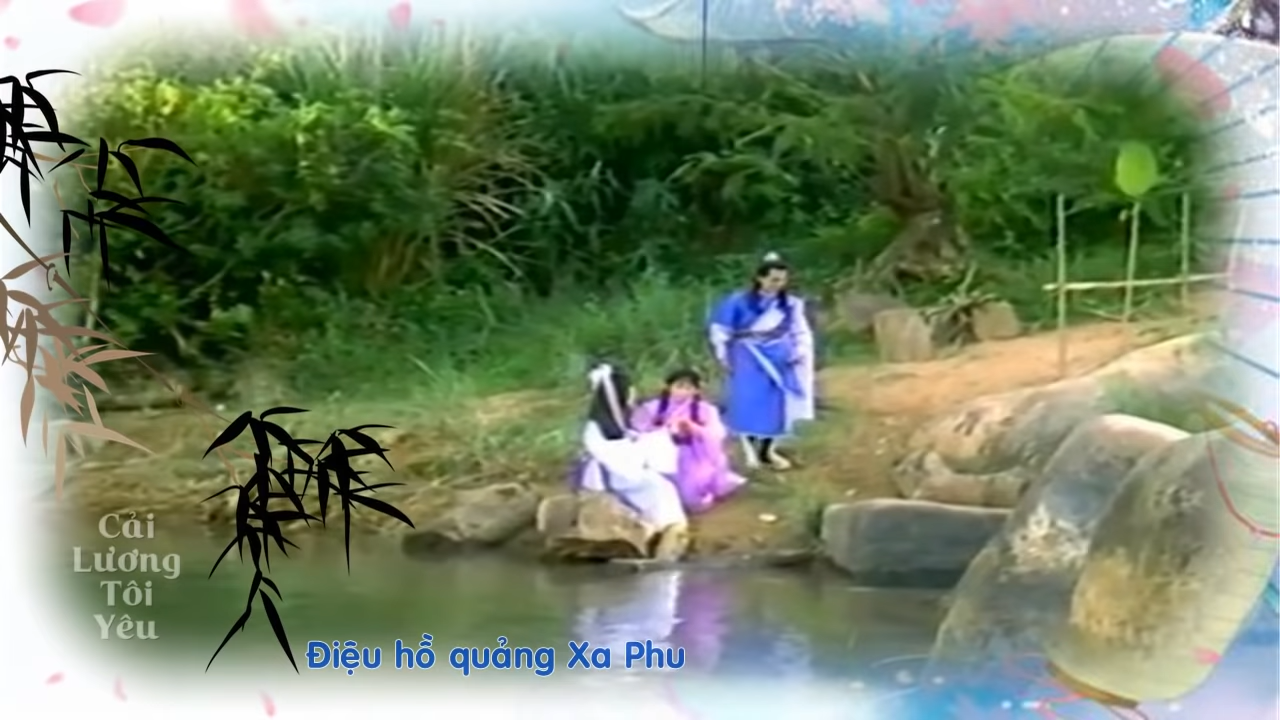 Cải
Lương
Tôi
Yêu
Điệu hồ quảng Xa Phu